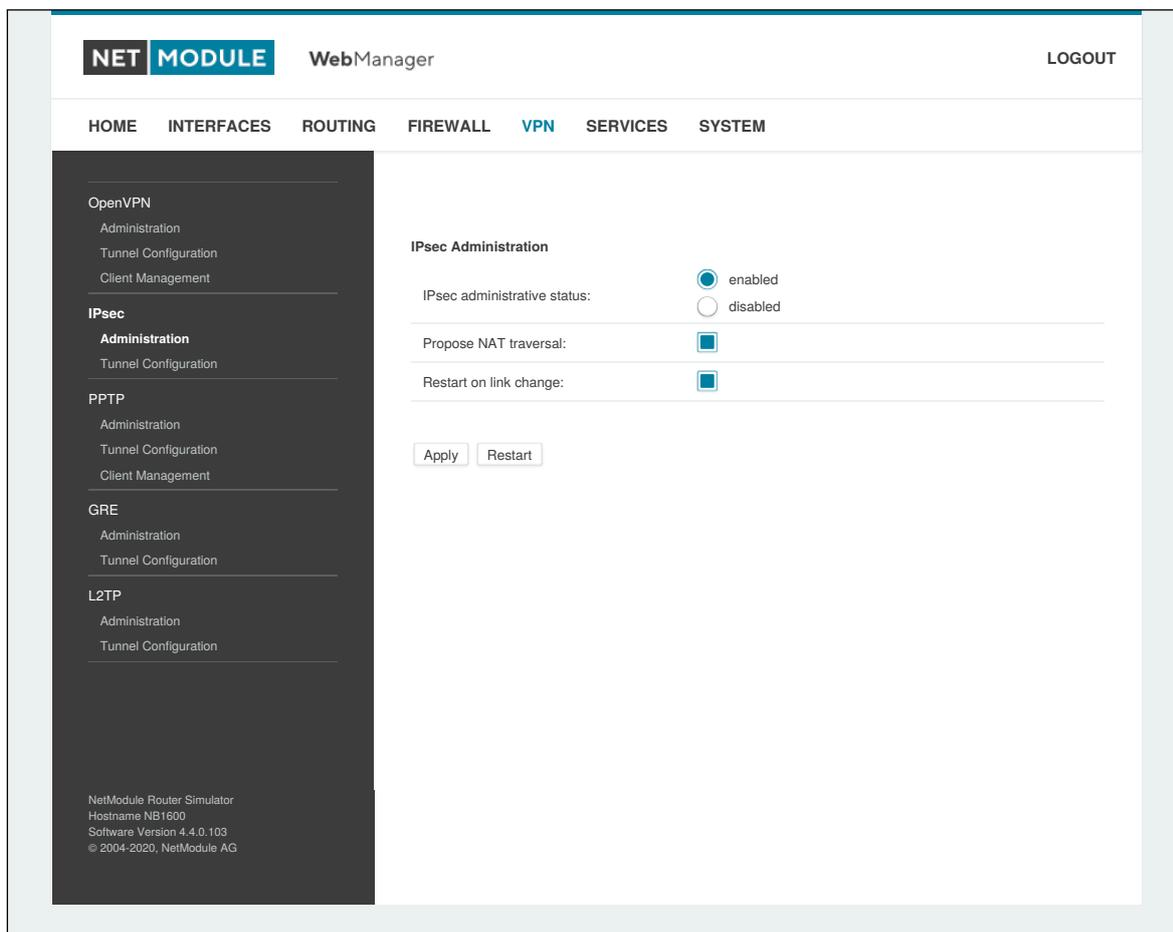 NET MODULE WebManager LOGOUT
HOME INTERFACES ROUTING FIREWALL VPN SERVICES SYSTEM
OpenVPN
Administration
Tunnel Configuration
Client Management
IPsec
Administration
Tunnel Configuration
PPTP
Administration
Tunnel Configuration
Client Management
GRE
Administration
Tunnel Configuration
L2TP
Administration
Tunnel Configuration
NetModule Router Simulator
Hostname NB1600
Software Version 4.4.0.103
© 2004-2020, NetModule AG
IPsec Administration
IPsec administrative status:
enabled
disabled
Propose NAT traversal:
Restart on link change:
Apply Restart